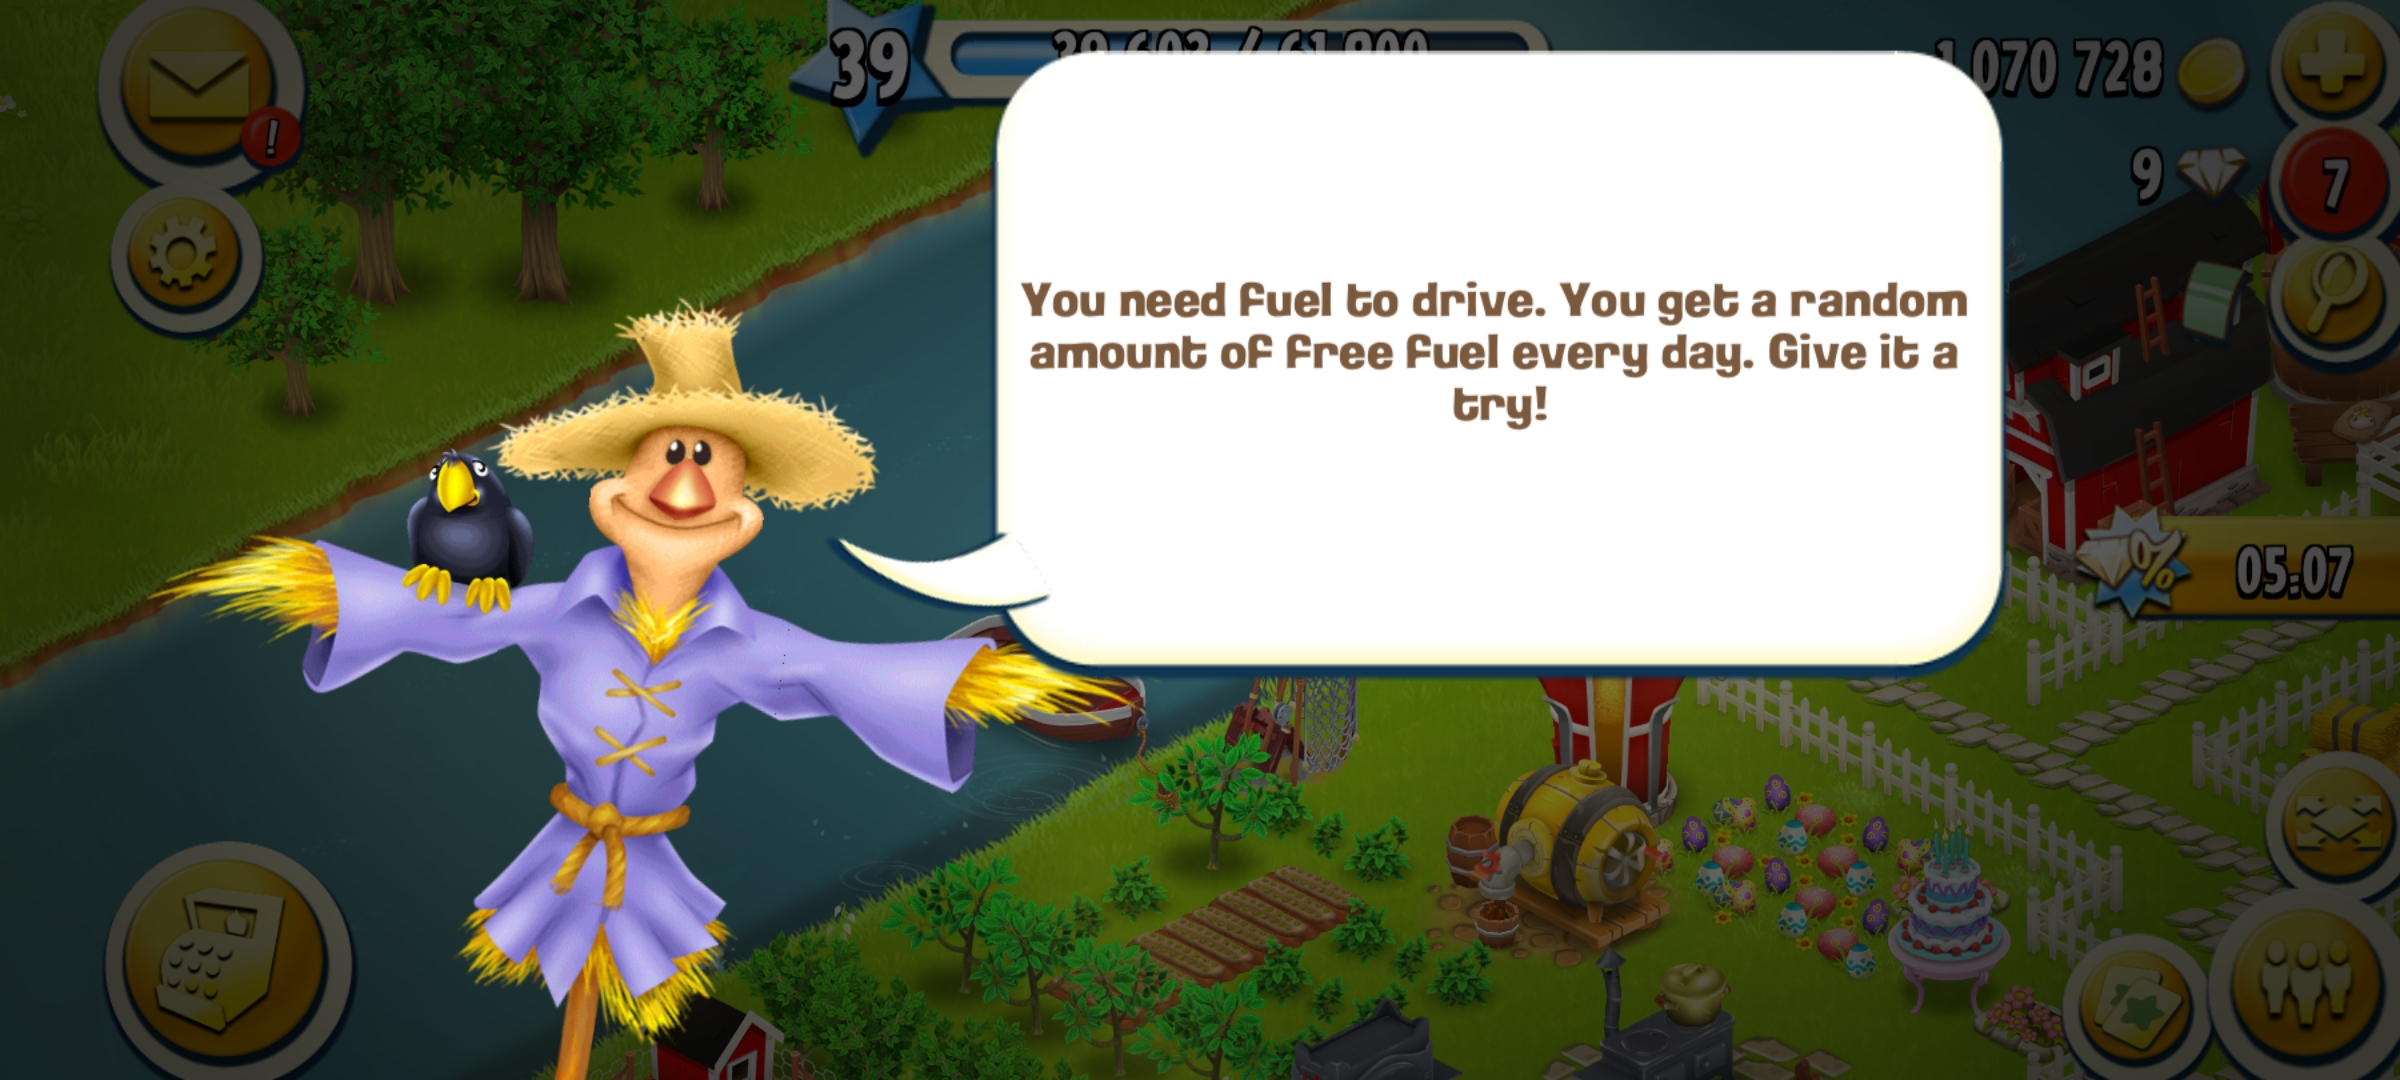 39
1 070 728
9
7
You need fuel to drive. You get a random
amount of free fuel every day. Give it a
try!
%
05:07
!